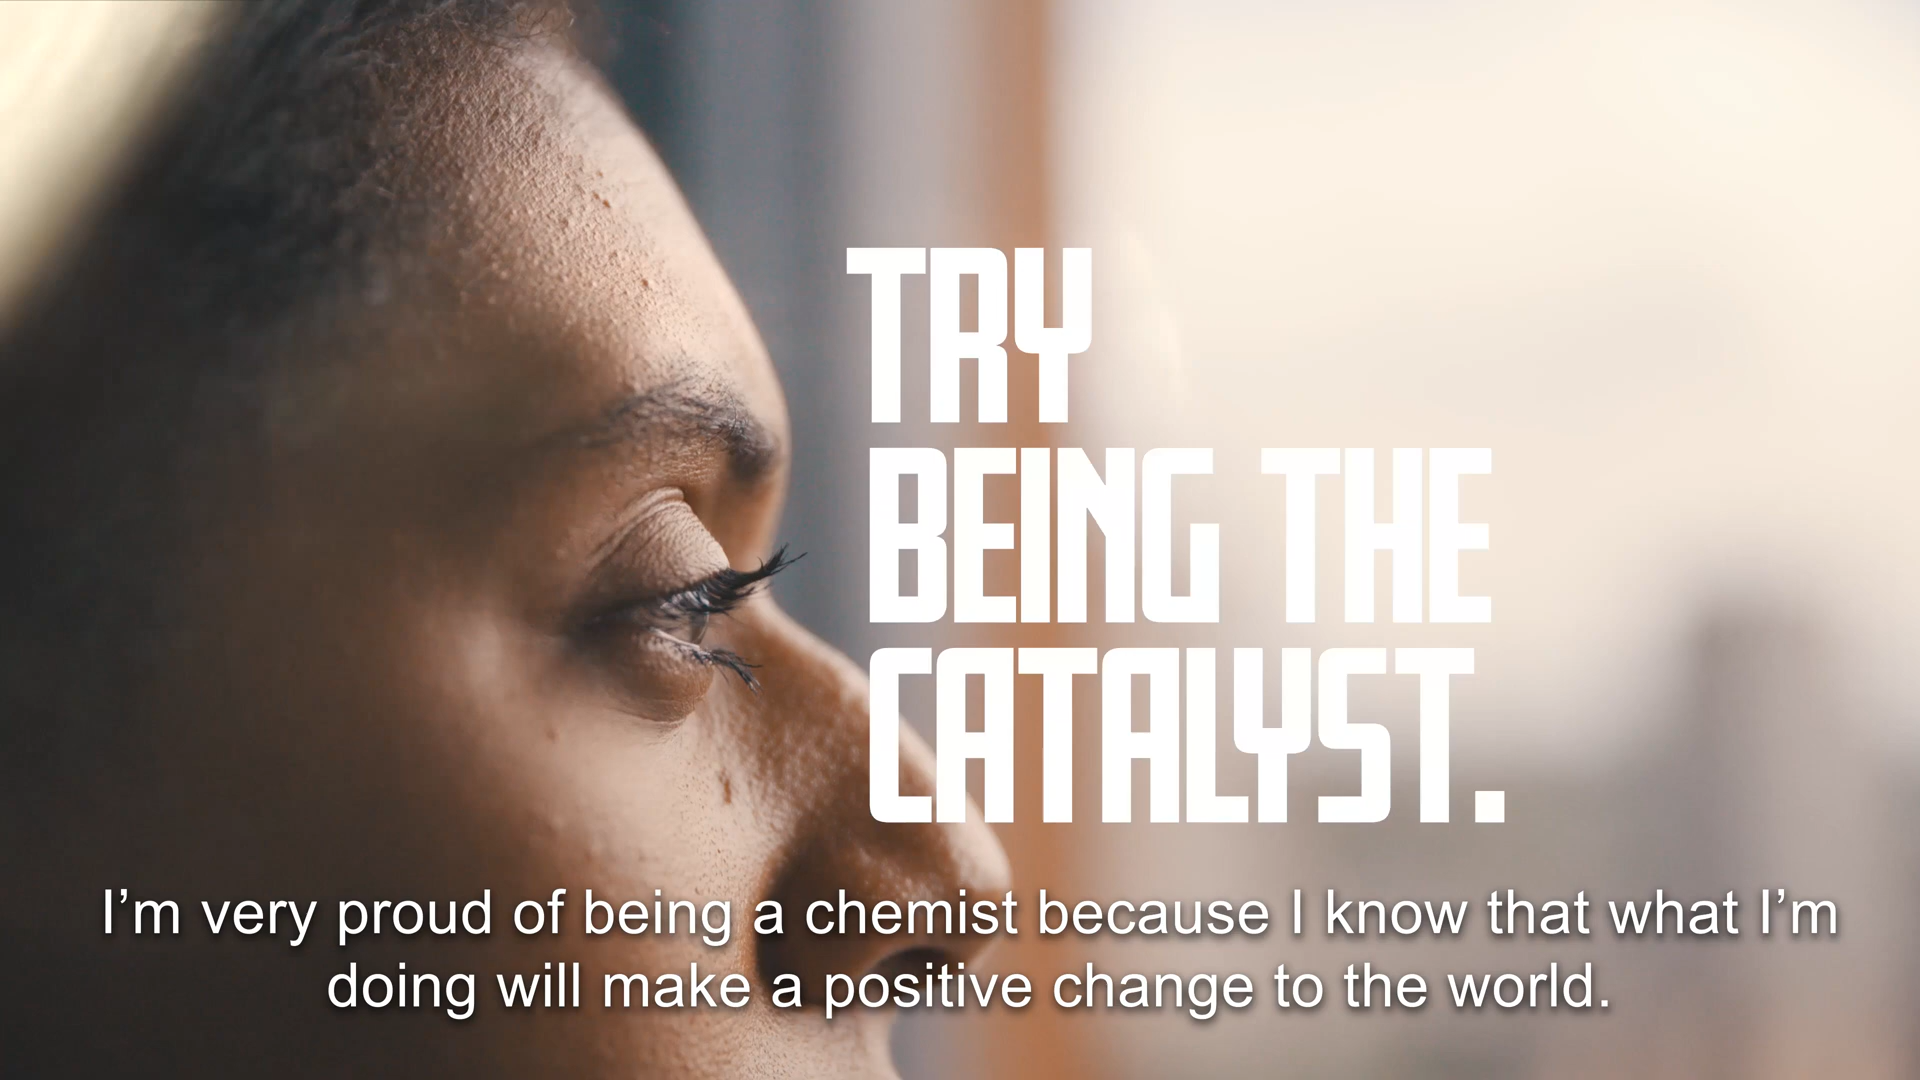 TRY
BEING THE
CATALYST.
I’m very proud of being a chemist because I know that what I’m
doing will make a positive change to the world.